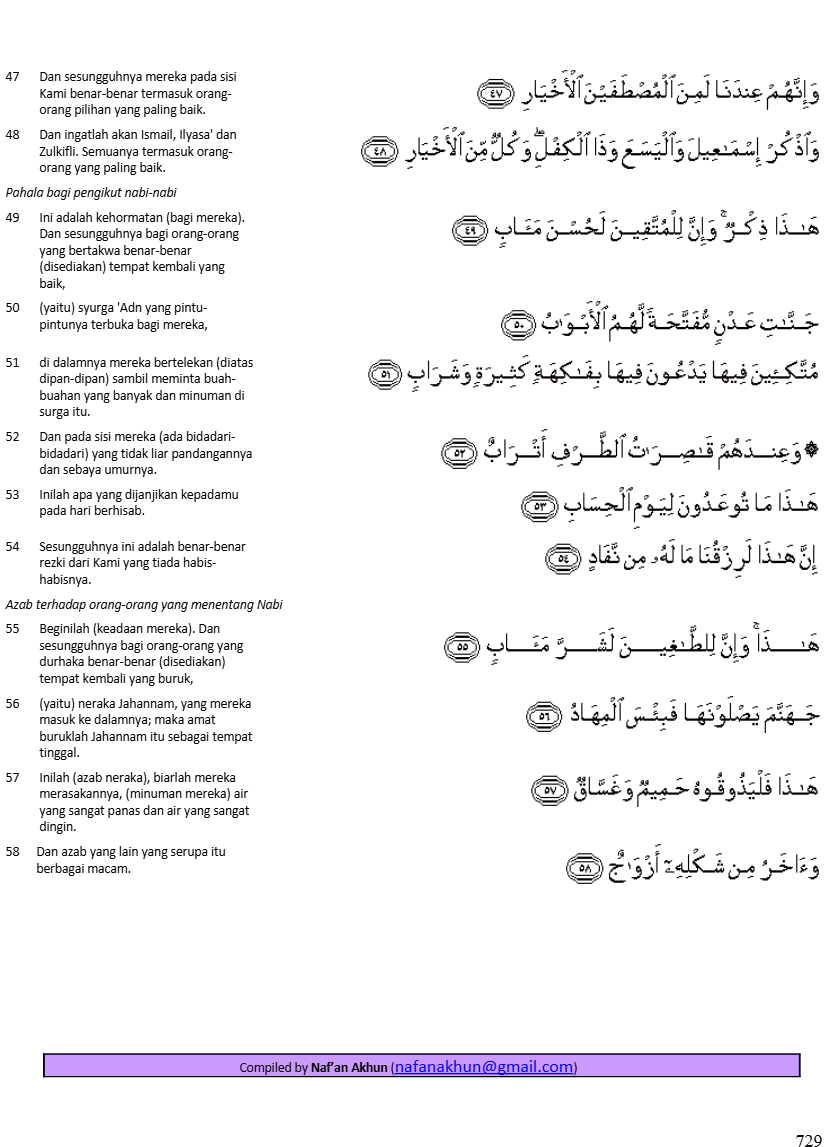 47 Dan sesungguhnya mereka pada sisi
Kami benar-benar termasuk orang-
orang pilihan yang paling baik.
وَإِنَّهُمْ عِندَنَا لَمِنَ ٱلْمُصْطَفَيْنَ ٱلْأَخْيَارِ ٤٧
48 Dan ingatlah akan Ismail, Ilyasa' dan
Zulkifli. Semuanya termasuk orang-
orang yang paling baik.
وَٱذْكُرْ إِسْمَـٰعِيلَ وَٱلْيَسَعَ وَذَا ٱلْكِفْلِ ۖ وَكُلٌّ مِّنَ ٱلْأَخْيَارِ ٤٨
Pahala bagi pengikut nabi-nabi
49 Ini adalah kehormatan (bagi mereka).
Dan sesungguhnya bagi orang-orang
yang bertakwa benar-benar
(disediakan) tempat kembali yang
baik,
هَـٰذَا ذِكْرٌ ۚ وَإِنَّ لِلْمُتَّقِينَ لَحُسْنَ مَـَٔابٍ ٤٩
50 (yaitu) syurga 'Adn yang pintu-
pintunya terbuka bagi mereka,
جَنَّـٰتِ عَدْنٍ مُّفَتَّحَةً لَّهُمُ ٱلْأَبْوَٰبُ ٥٠
51 di dalamnya mereka bertelekan (diatas
dipan-dipan) sambil meminta buah-
buahan yang banyak dan minuman di
surga itu.
مُتَّكِـِٔينَ فِيهَا يَدْعُونَ فِيهَا بِفَـٰكِهَةٍ كَثِيرَةٍ وَشَرَابٍ ٥١
52 Dan pada sisi mereka (ada bidadari-
bidadari) yang tidak liar pandangannya
dan sebaya umurnya.
۞ وَعِندَهُمْ قَـٰصِرَٰتُ ٱلطَّرْفِ أَتْرَابٌ ٥٢
53 Inilah apa yang dijanjikan kepadamu
pada hari berhisab.
هَـٰذَا مَا تُوعَدُونَ لِيَوْمِ ٱلْحِسَابِ ٥٣
54 Sesungguhnya ini adalah benar-benar
rezki dari Kami yang tiada habis-
habisnya.
إِنَّ هَـٰذَا لَرِزْقُنَا مَا لَهُۥ مِن نَّفَادٍ ٥٤
Azab terhadap orang-orang yang menentang Nabi
55 Beginilah (keadaan mereka). Dan
sesungguhnya bagi orang-orang yang
durhaka benar-benar (disediakan)
tempat kembali yang buruk,
هَـٰذَا ۚ وَإِنَّ لِلطَّـٰغِينَ لَشَرَّ مَـَٔابٍ ٥٥
56 (yaitu) neraka Jahannam, yang mereka
masuk ke dalamnya; maka amat
buruklah Jahannam itu sebagai tempat
tinggal.
جَهَنَّمَ يَصْلَوْنَهَا فَبِئْسَ ٱلْمِهَادُ ٥٦
57 Inilah (azab neraka), biarlah mereka
merasakannya, (minuman mereka) air
yang sangat panas dan air yang sangat
dingin.
هَـٰذَا فَلْيَذُوقُوهُ حَمِيمٌ وَغَسَّاقٌ ٥٧
58 Dan azab yang lain yang serupa itu
berbagai macam.
وَءَاخَرُ مِن شَكْلِهِۦٓ أَزْوَٰجٌ ٥٨
Compiled by Naf’an Akhun (nafanakhun@gmail.com)
729